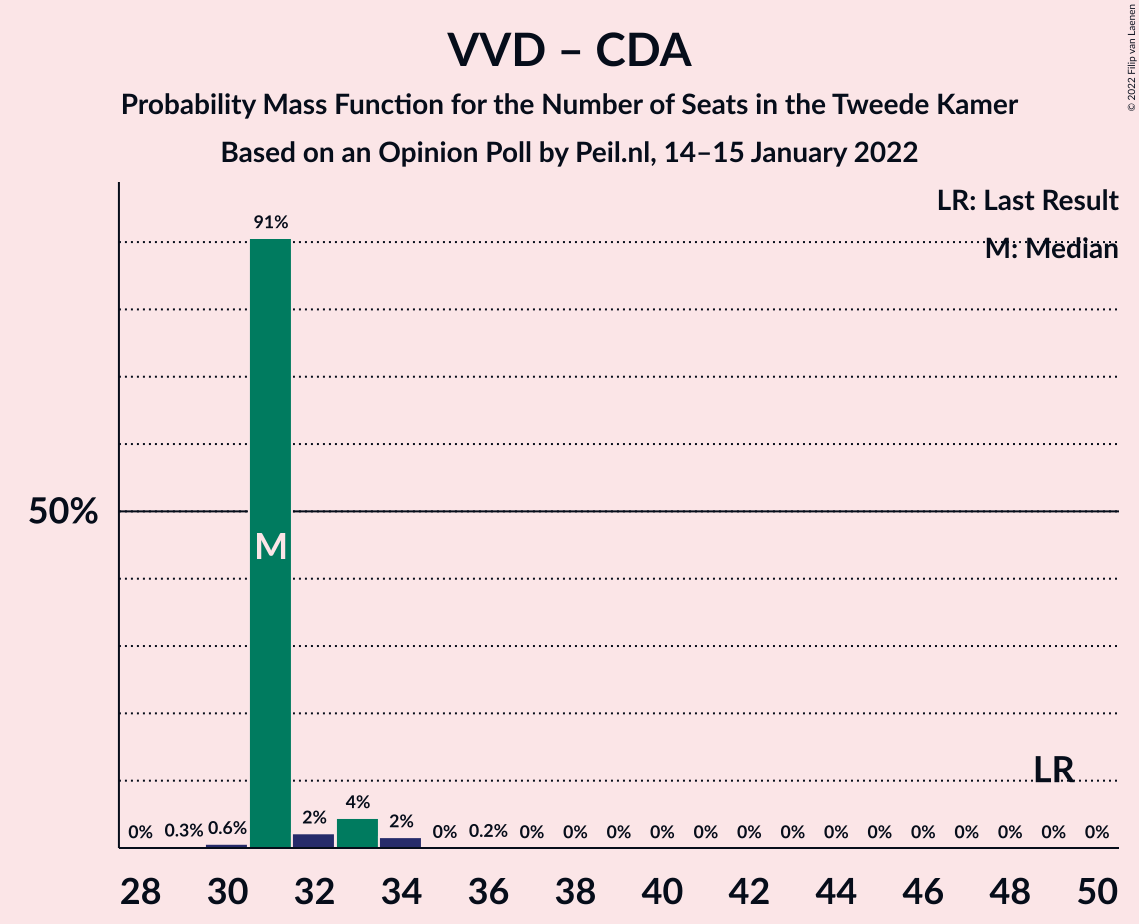 VVD – CDA
Probability Mass Function for the Number of Seats in the Tweede Kamer
Based on an Opinion Poll by Peil.nl, 14–15 January 2022
© 2022 Filip van Laenen
LR: Last Result
M: Median
91%
50%
M
LR
0% 0.3% 0.6% 2% 4% 2% 0% 0.2% 0% 0% 0% 0% 0% 0% 0% 0% 0% 0% 0% 0% 0% 0%
28 30 32 34 36 38 40 42 44 46 48 50